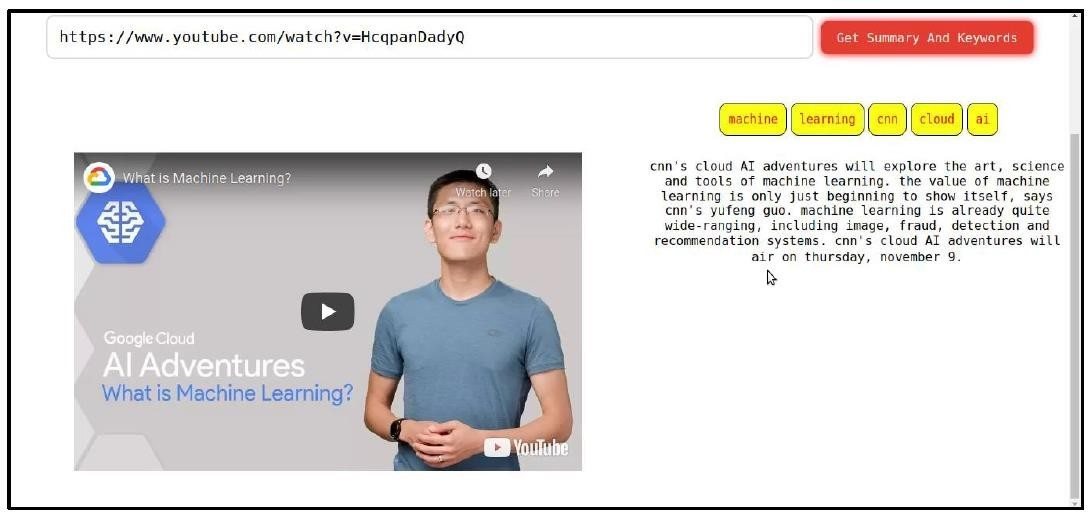 https://www.youtube.com/watch?v=HcqpanDadyQ
Get Summary And Keywords
machine learning cnn cloud ai
What is Machine Learning?
Watch later
Share
Google Cloud
AI Adventures
What is Machine Learning?
YouTube
cnn's cloud AI adventures will explore the art, science
and tools of machine learning. the value of machine
learning is only just beginning to show itself, says
cnn's yufeng guo. machine learning is already quite
wide-ranging, including image, fraud, detection and
recommendation systems. cnn's cloud AI adventures will
air on thursday, november 9.